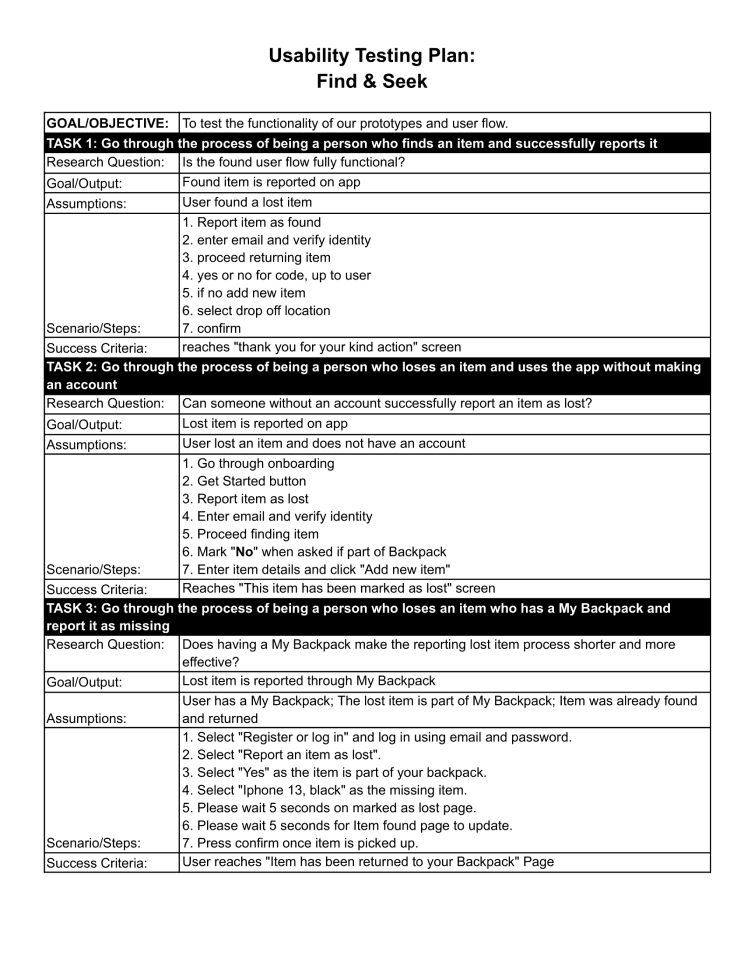 Usability Testing Plan:
Find & Seek
GOAL/OBJECTIVE: To test the functionality of our prototypes and user flow.
TASK 1: Go through the process of being a person who finds an item and successfully reports it
Research Question: Is the found user flow fully functional?
Goal/Output: Found item is reported on app
Assumptions: User found a lost item
1. Report item as found
2. enter email and verify identity
3. proceed returning item
4. yes or no for code, up to user
5. if no add new item
6. select drop off location
Scenario/Steps: 7. confirm
Success Criteria: reaches "thank you for your kind action" screen
TASK 2: Go through the process of being a person who loses an item and uses the app without making
an account
Research Question: Can someone without an account successfully report an item as lost?
Goal/Output: Lost item is reported on app
Assumptions: User lost an item and does not have an account
1. Go through onboarding
2. Get Started button
3. Report item as lost
4. Enter email and verify identity
5. Proceed finding item
6. Mark "No" when asked if part of Backpack
Scenario/Steps: 7. Enter item details and click "Add new item"
Success Criteria: Reaches "This item has been marked as lost" screen
TASK 3: Go through the process of being a person who loses an item who has a My Backpack and
report it as missing
Research Question: Does having a My Backpack make the reporting lost item process shorter and more
effective?
Goal/Output: Lost item is reported through My Backpack
User has a My Backpack; The lost item is part of My Backpack; Item was already found
Assumptions: and returned
1. Select "Register or log in" and log in using email and password.
2. Select "Report an item as lost".
3. Select "Yes" as the item is part of your backpack.
4. Select "Iphone 13, black" as the missing item.
5. Please wait 5 seconds on marked as lost page.
6. Please wait 5 seconds for Item found page to update.
Scenario/Steps: 7. Press confirm once item is picked up.
Success Criteria: User reaches "Item has been returned to your Backpack" Page